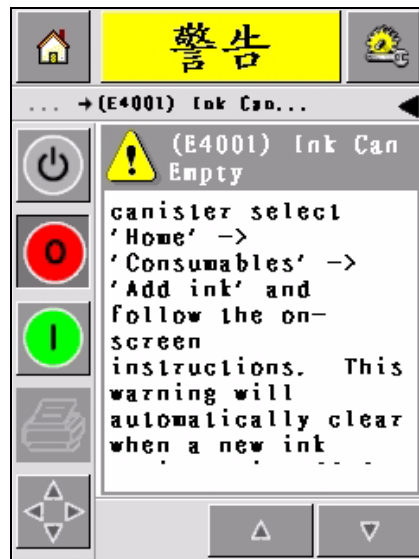 警告
... →(E4001) Ink Can...
(E4001) Ink Can
Empty
canister select
'Home' ->
'Consumables' ->
'Add ink' and
follow the on-
screen
instructions. This
warning will
automatically clear
when a new ink